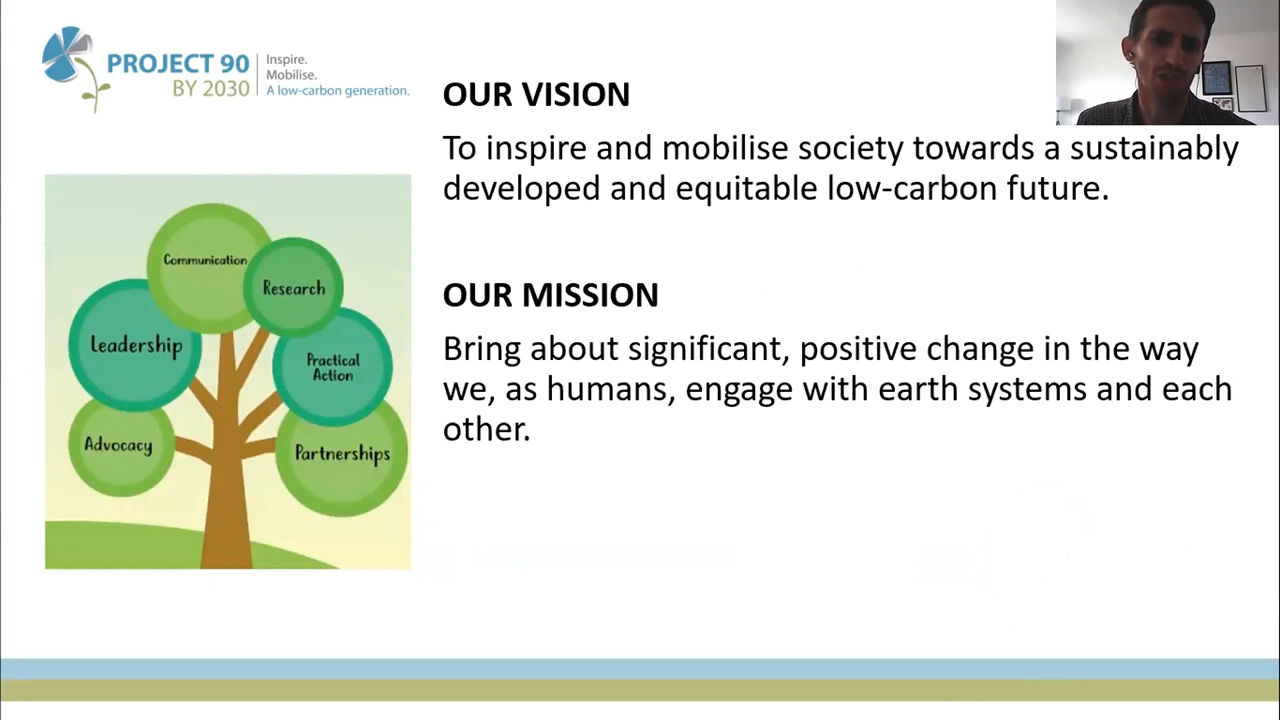 PROJECT 90
BY 2030
Inspire.
Mobilise.
A low-carbon generation.
OUR VISION
To inspire and mobilise society towards a sustainably
developed and equitable low-carbon future.
OUR MISSION
Bring about significant, positive change in the way
we, as humans, engage with earth systems and each
other.
Communication
Research
Leadership
Practical
Action
Advocacy
Partnerships